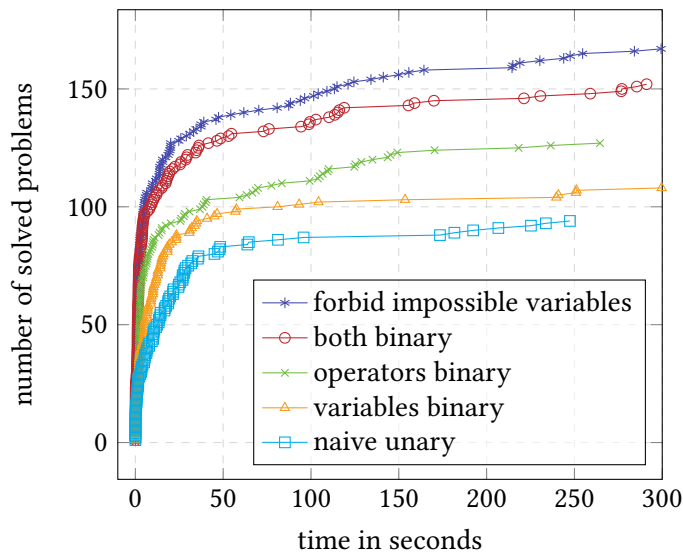 number of solved problems
150
100
50
0
forbid impossible variables
both binary
operators binary
variables binary
naive unary
0 50 100 150 200 250 300
time in seconds